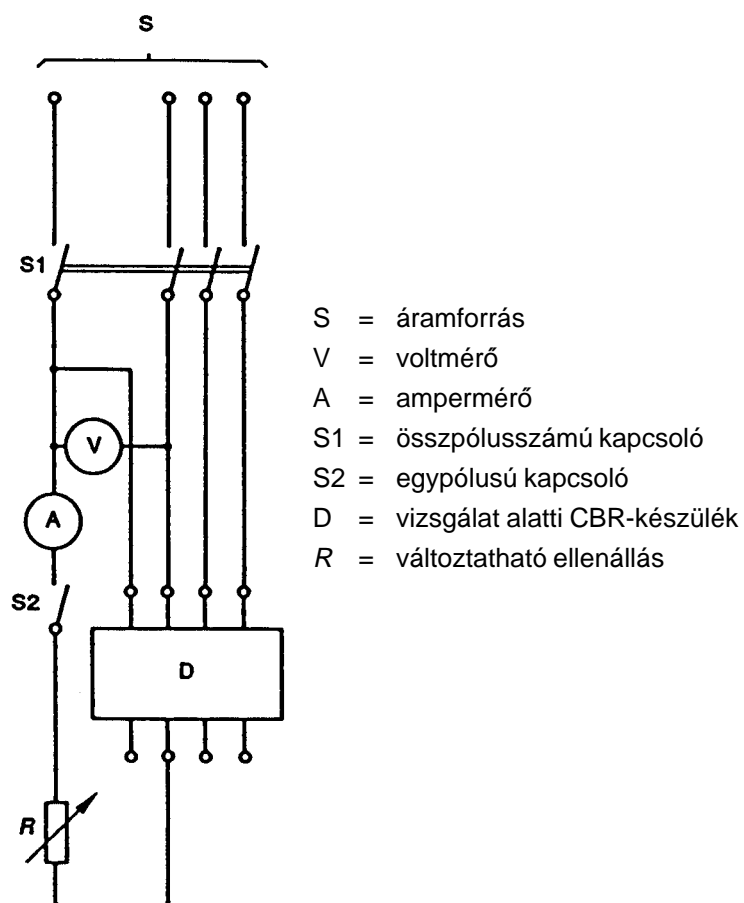 S
S1
V
A
S2
D
R
S = áramforrás
V = voltmérő
A = ampermérő
S1 = összpólusszámú kapcsoló
S2 = egypólusú kapcsoló
D = vizsgálat alatti CBR-készülék
R = változtatható ellenállás